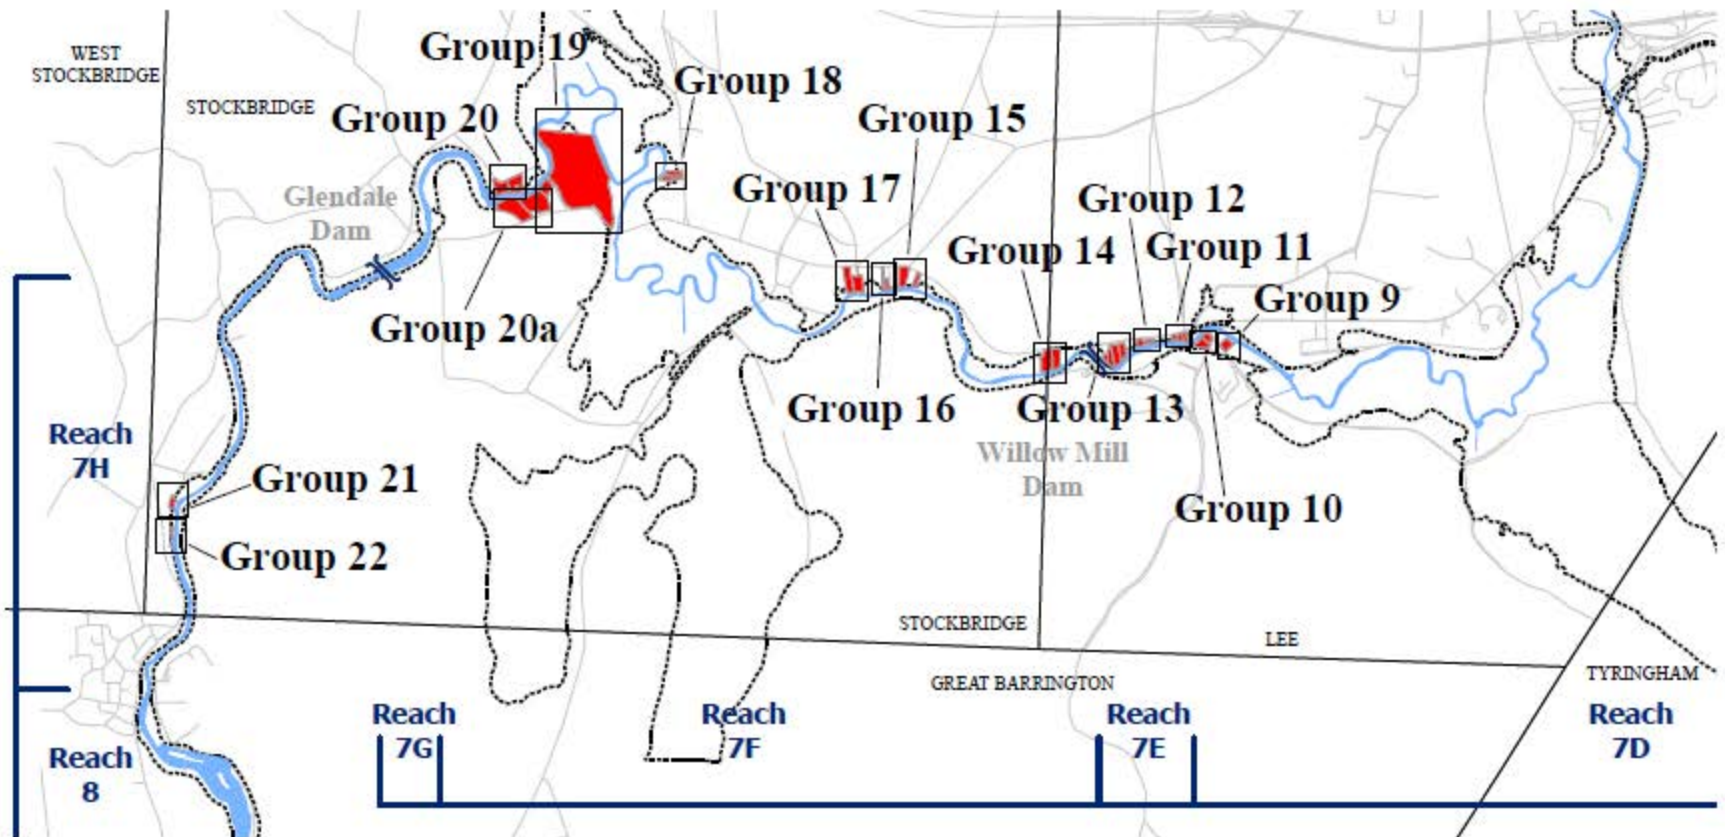 Group 19
WEST
STOCKBRIDGE
Group 18
STOCKBRIDGE
Group 20
Group 15
Glendale
Dam
Group 17
Group 12
Group 14
Group 11
Group 9
Group 20a
Group 16
Group 13
Reach
7H
Willow Mill
Dam
Group 21
Group 10
Group 22
STOCKBRIDGE
LEE
GREAT BARRINGTON
TYRINGHAM
Reach
7G
Reach
7F
Reach
7E
Reach
7D
Reach
8